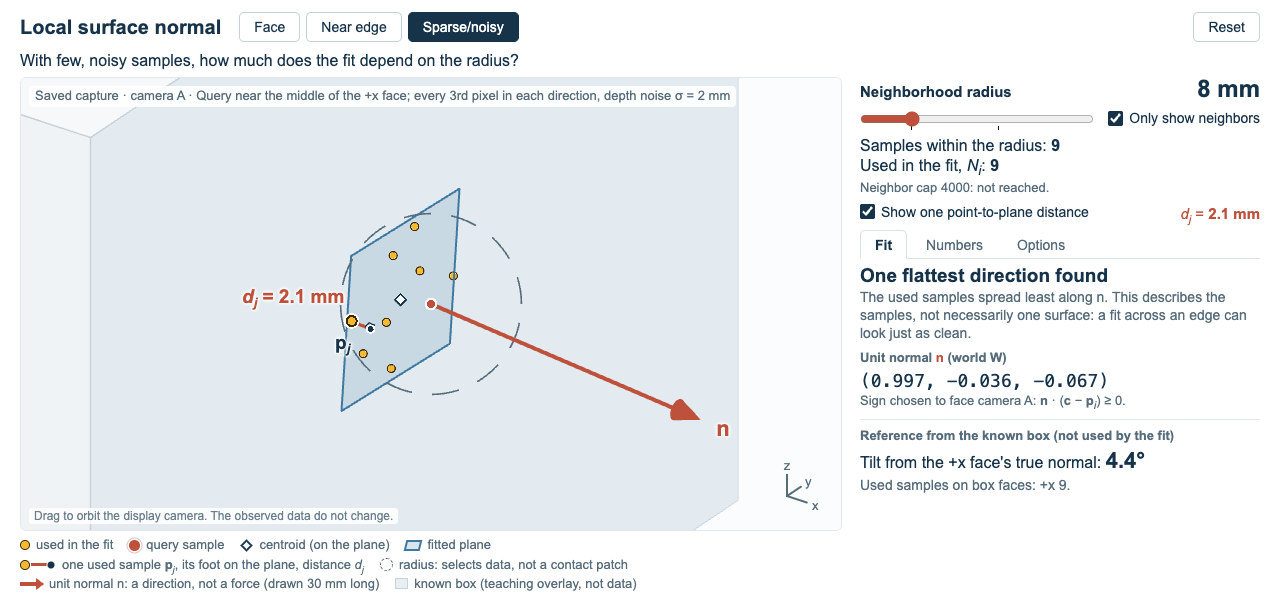 Local surface normal
Face
Near edge
Sparse/noisy
Reset
With few, noisy samples, how much does the fit depend on the radius?
Saved capture · camera A · Query near the middle of the +x face; every 3rd pixel in each direction, depth noise σ = 2 mm
dj = 2.1 mm
pj
n
z
y
x
Drag to orbit the display camera. The observed data do not change.
used in the fit
query sample
centroid (on the plane)
fitted plane
one used sample pj, its foot on the plane, distance dj
radius: selects data, not a contact patch
unit normal n: a direction, not a force (drawn 30 mm long)
known box (teaching overlay, not data)
Neighborhood radius
8 mm
Only show neighbors
Samples within the radius: 9
Used in the fit, Ni: 9
Neighbor cap 4000: not reached.
Show one point-to-plane distance
dj = 2.1 mm
Fit
Numbers
Options
One flattest direction found
The used samples spread least along n. This describes the
samples, not necessarily one surface: a fit across an edge can
look just as clean.
Unit normal n (world W)
(0.997, −0.036, −0.067)
Sign chosen to face camera A: n · (c − pi) ≥ 0.
Reference from the known box (not used by the fit)
Tilt from the +x face's true normal: 4.4°
Used samples on box faces: +x 9.